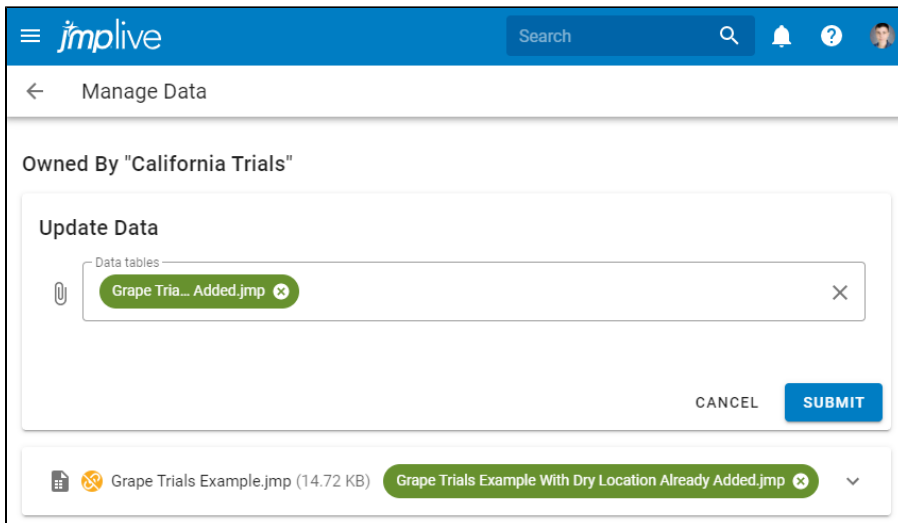 jmplive
Search
Manage Data
Owned By "California Trials"
Update Data
Data tables
Grape Tria... Added.jmp
CANCEL
SUBMIT
Grape Trials Example.jmp (14.72 KB) Grape Trials Example With Dry Location Already Added.jmp